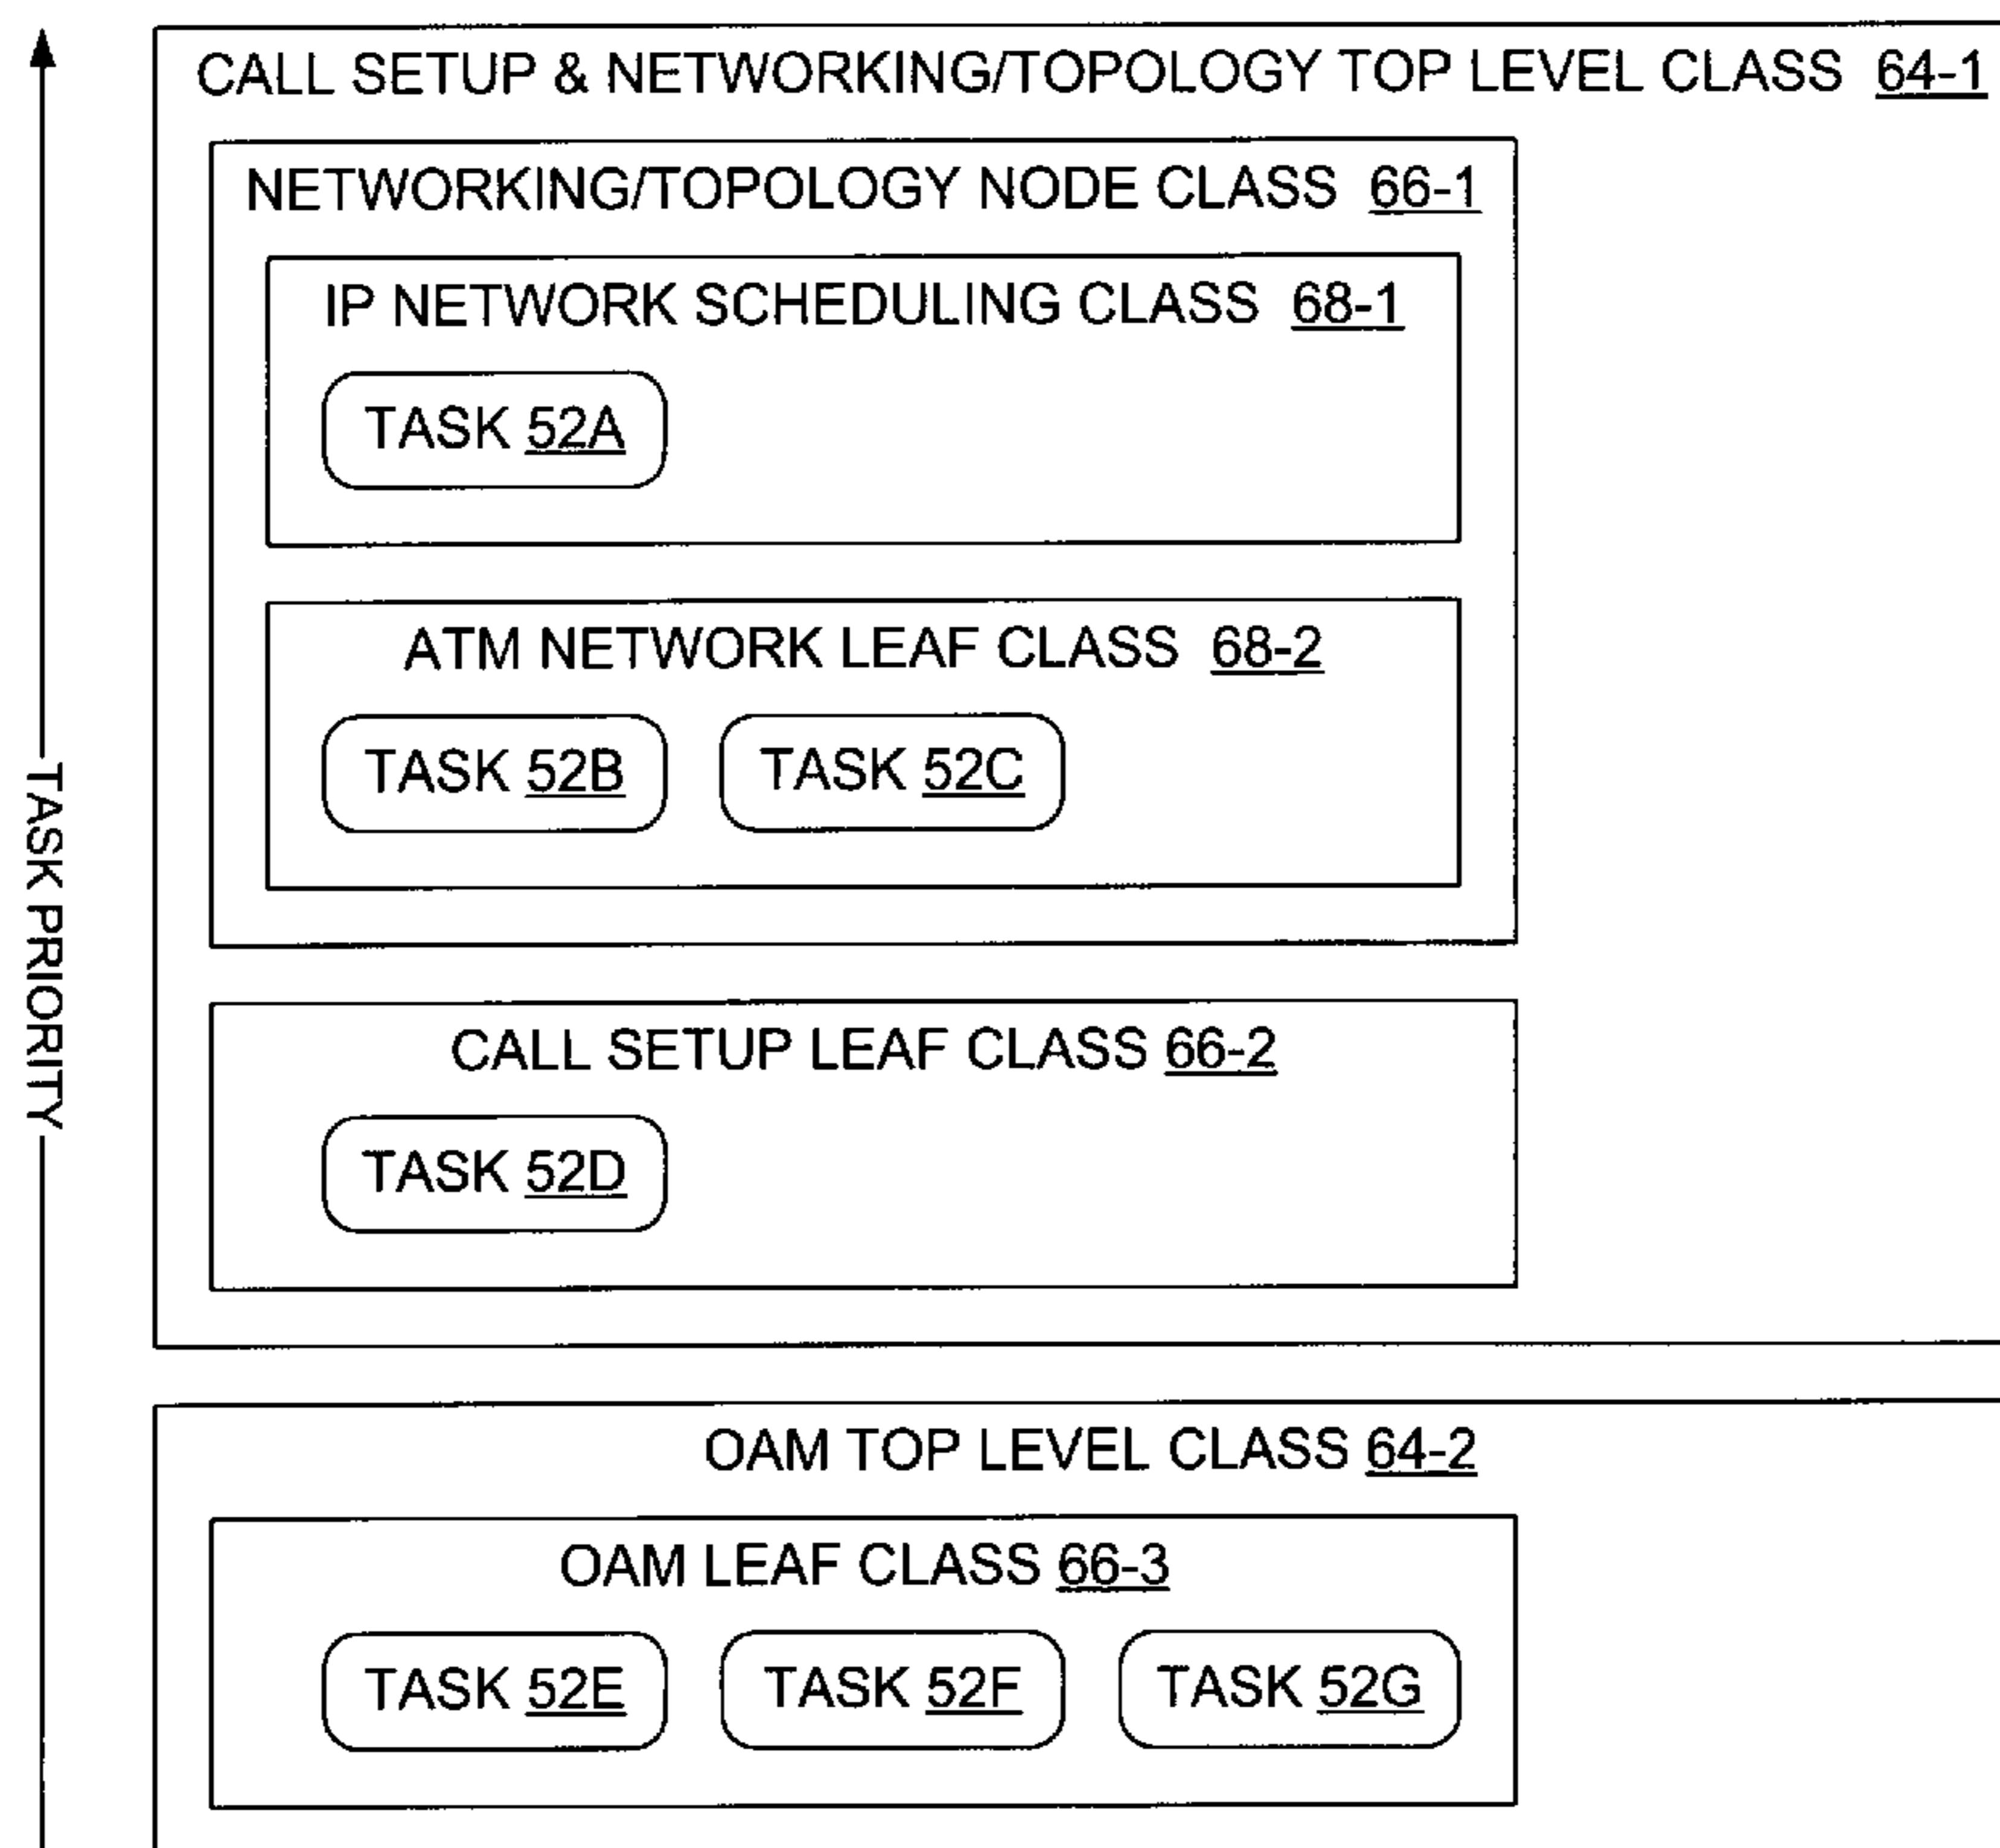 CALL SETUP & NETWORKING/TOPOLOGY TOP LEVEL CLASS 64-1
NETWORKING/TOPOLOGY NODE CLASS 66-1
IP NETWORK SCHEDULING CLASS 68-1
TASK 52A
ATM NETWORK LEAF CLASS 68-2
TASK 52B
TASK 52C
TASK PRIORITY
CALL SETUP LEAF CLASS 66-2
TASK 52D
OAM TOP LEVEL CLASS 64-2
OAM LEAF CLASS 66-3
TASK 52E
TASK 52F
TASK 52G